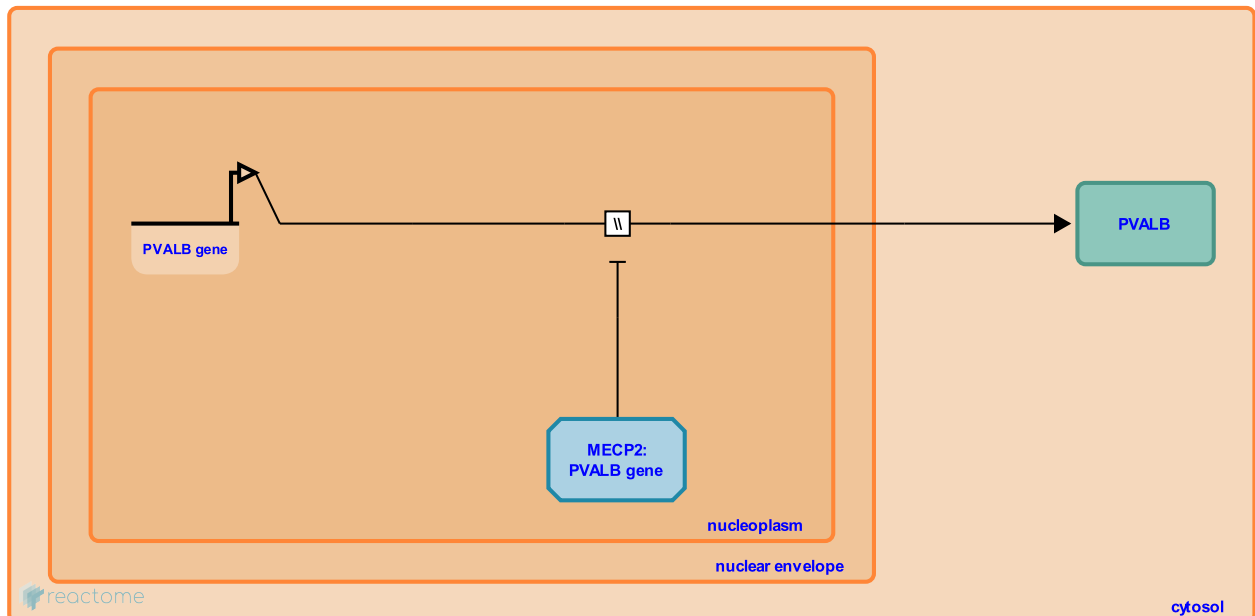 PVALB gene
\\
PVALB
MECP2:
PVALB gene
nucleoplasm
nuclear envelope
reactome
cytosol